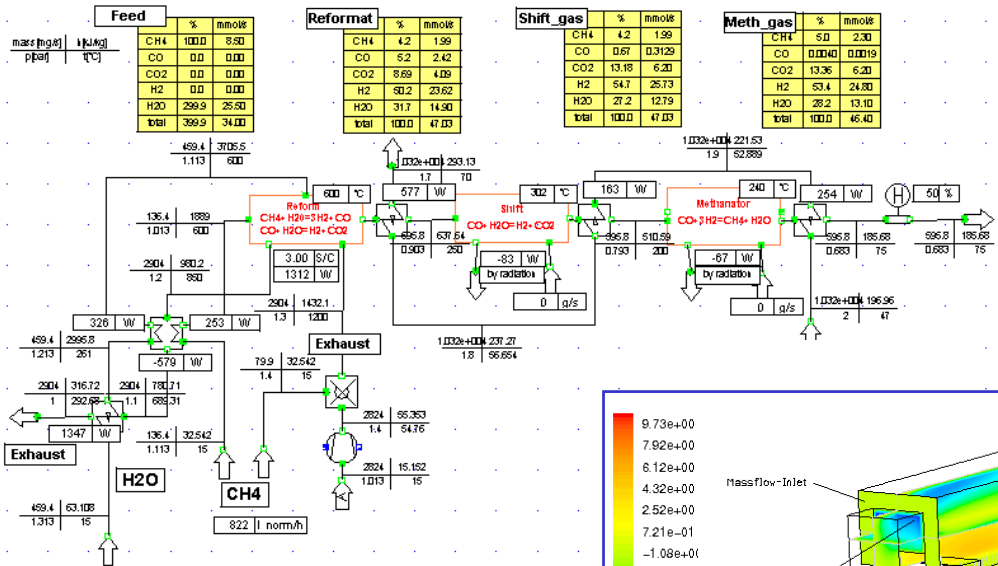 Feed
% mmol/s
CH4 100.0 8.50
CO 0.0 0.00
CO2 0.0 0.00
H2 0.0 0.00
H2O 299.9 25.50
total 399.9 34.00
Reformat
% mmol/s
CH4 4.2 1.99
CO 5.2 2.42
CO2 8.69 4.09
H2 50.2 23.62
H2O 31.7 14.90
total 100.0 47.03
Shift_gas
% mmol/s
CH4 4.2 1.99
CO 0.67 0.3129
CO2 13.18 6.20
H2 54.7 25.73
H2O 27.2 12.79
total 100.0 47.03
Meth_gas
% mmol/s
CH4 5.0 2.30
CO 0.0040 0.0019
CO2 13.36 6.20
H2 53.4 24.80
H2O 28.2 13.10
total 100.0 46.40
mass [mg/s] h [kJ/kg]
p[bar] t[°C]
459.4 3705.5
1.113 600
1.032e+004 293.13
1.7 70
1.032e+004 221.53
1.9 52.889
600 °C
577 W
302 °C
163 W
240 °C
254 W
H
50 %
Reform
CH4+ H20=3H2+ CO
CO+ H2O=H2+ CO2
Shift
CO+ H2O=H2+ CO2
Methanator
CO+3H2=CH4+ H2O
136.4 1889
1.013 600
595.8 637.64
0.903 250
595.8 510.59
0.793 200
595.8 185.68
0.683 75
595.8 185.68
0.683 75
3.00 S/C
1312 W
-83 W
by radiation
0 g/s
-67 W
by radiation
0 g/s
2904 980.2
1.2 850
2904 1432.1
1.3 1200
1.032e+004 196.96
2 47
326 W
253 W
-579 W
459.4 2995.8
1.213 261
Exhaust
1.032e+004 237.27
1.8 56.654
79.9 32.542
1.4 15
2904 316.72
1 292.68
2904 780.71
1.1 689.31
1347 W
Exhaust
136.4 32.542
1.113 15
2824 55.353
1.4 54.76
2824 15.152
1.013 15
H2O
CH4
A
822 l norm/h
459.4 63.108
1.313 15
9.73e+00
7.92e+00
6.12e+00
4.32e+00
2.52e+00
7.21e-01
-1.08e+0
Massflow-Inlet